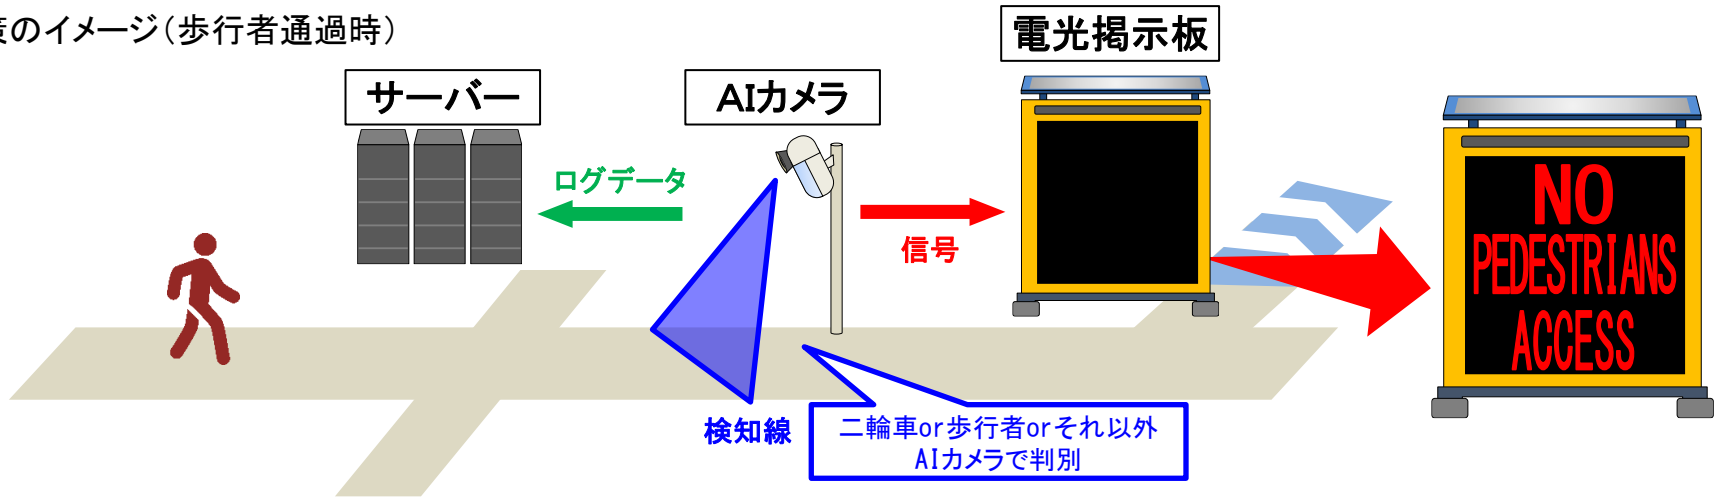 のイメージ（歩行者通過時）
電光掲示板
サーバー
AIカメラ
ログデータ
信号
NO
PEDESTRIANS
ACCESS
検知線
二輪車or歩行者orそれ以外
AIカメラで判別